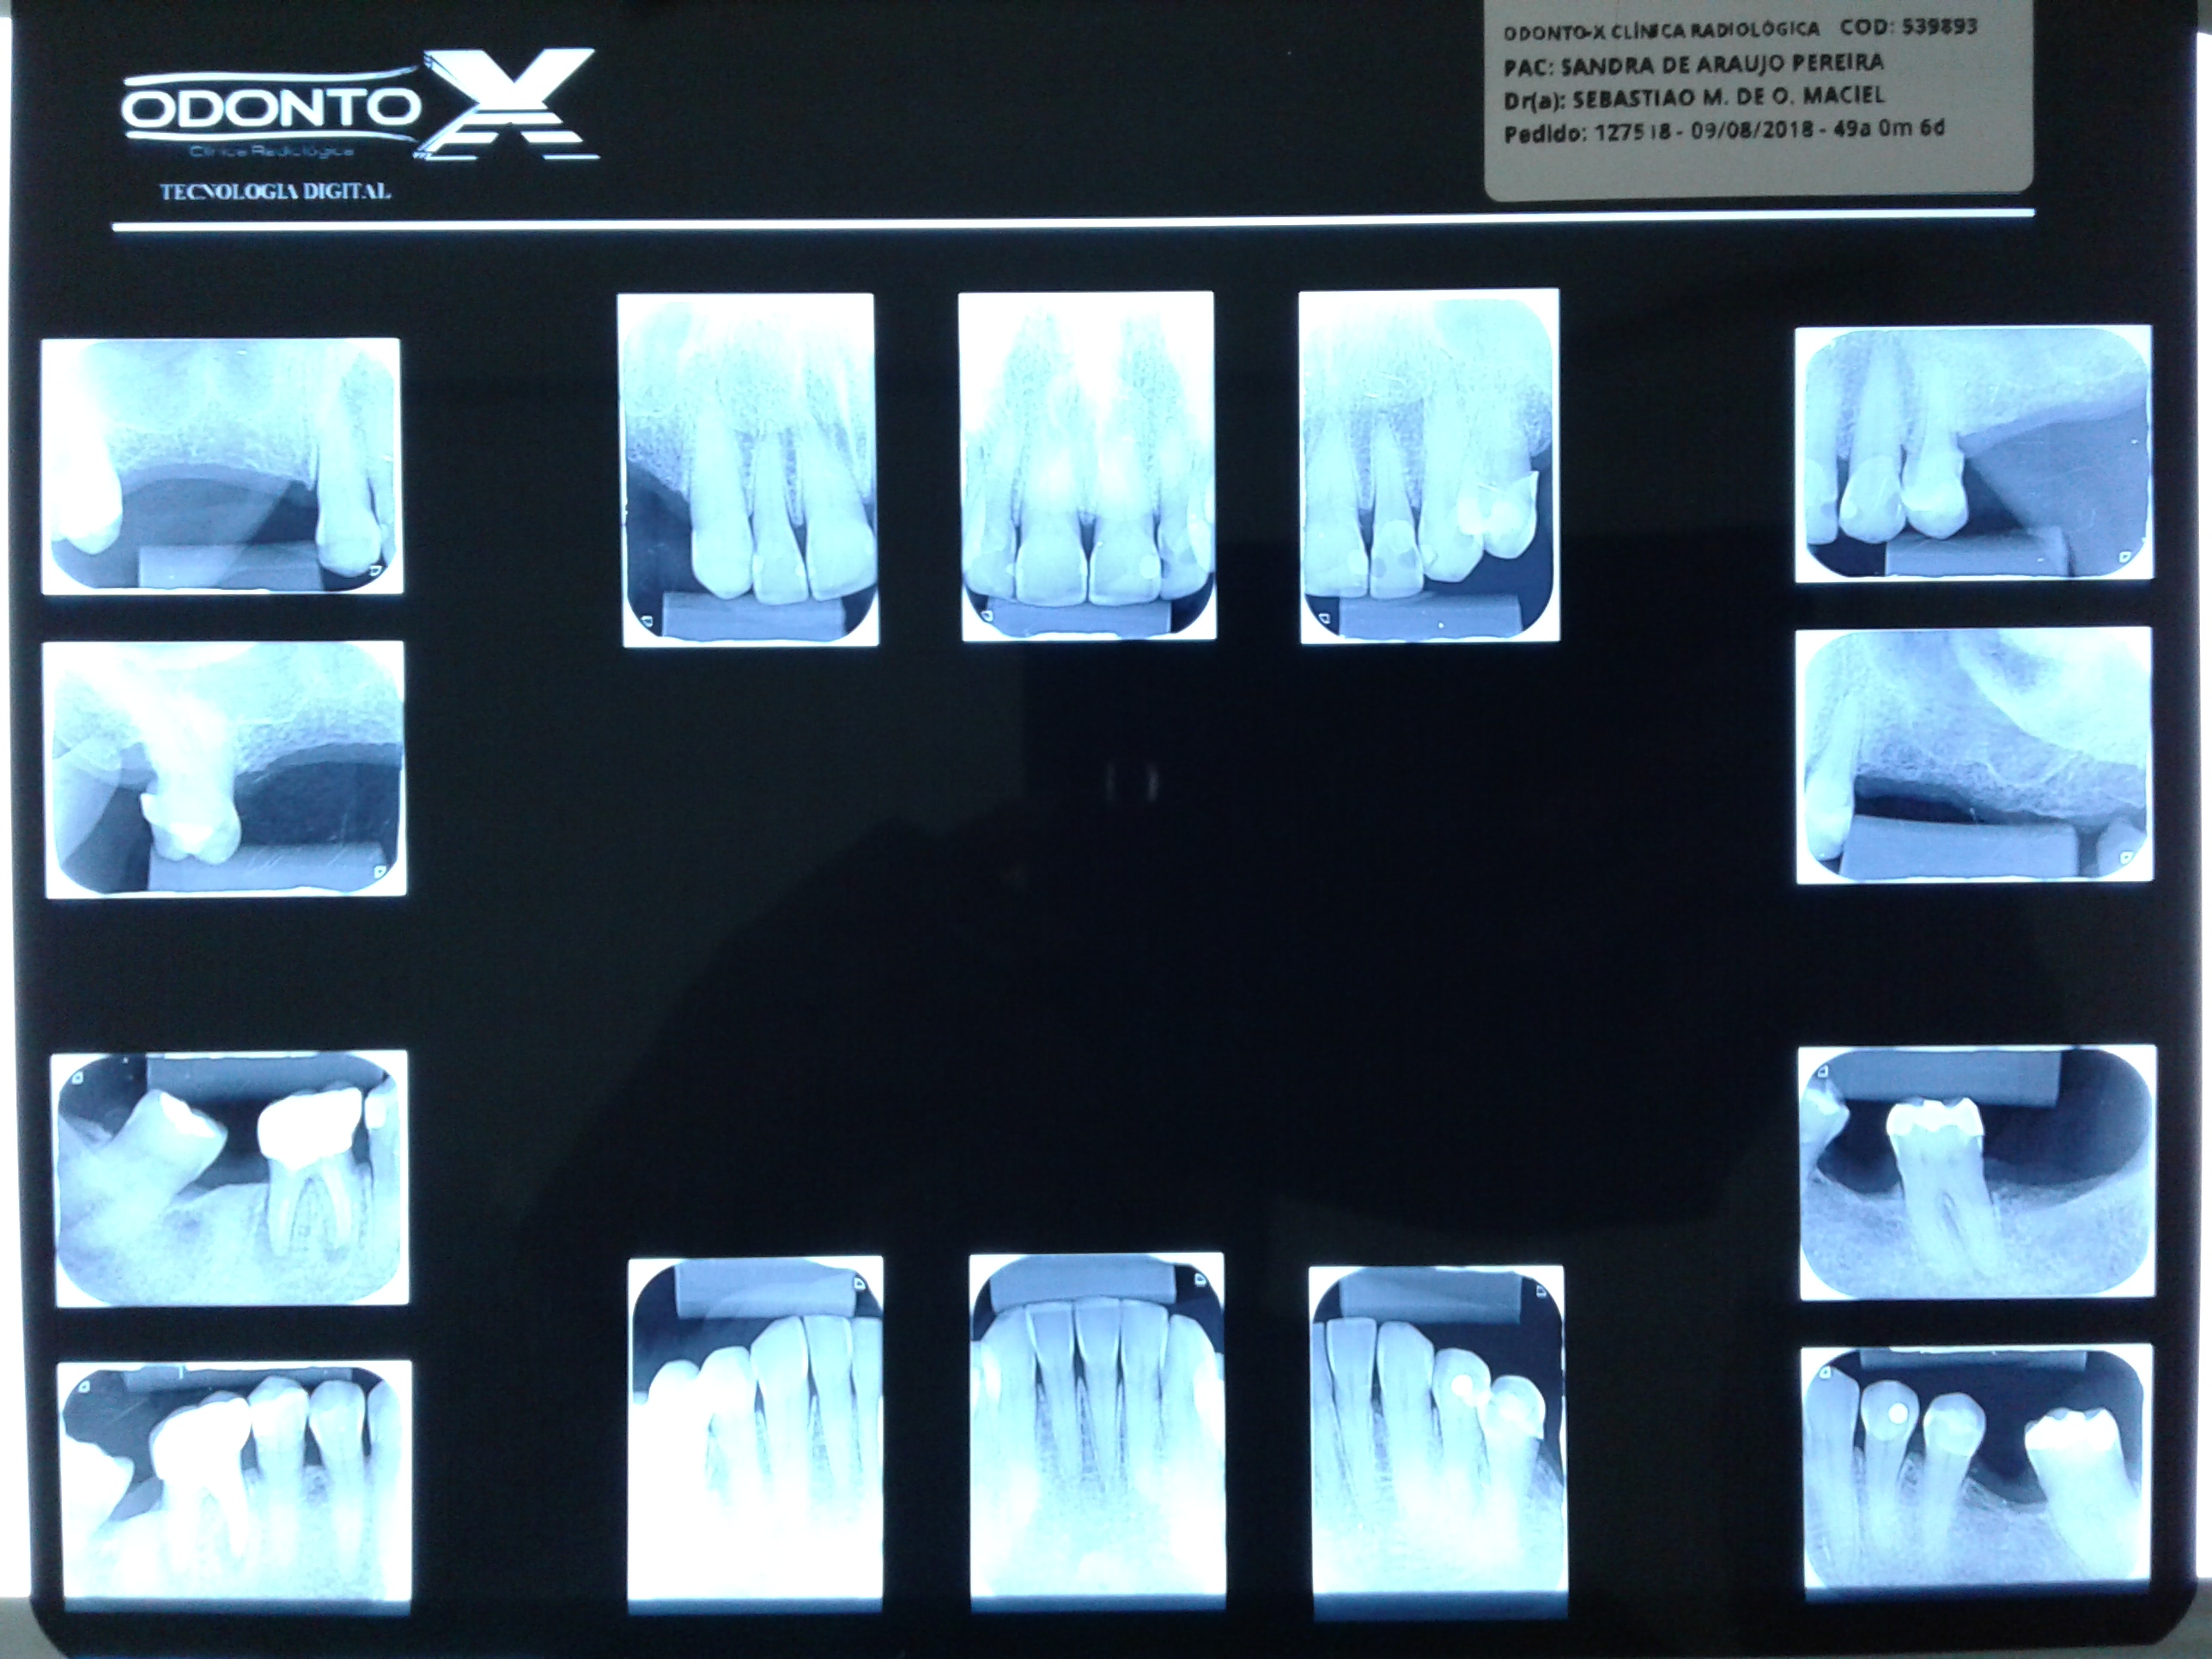 ODONTO X
Clínica Radiológica
TECNOLOGIA DIGITAL
ODONTO-X CLÍNICA RADIOLÓGICA COD: 539893
PAC: SANDRA DE ARAUJO PEREIRA
Dr(a): SEBASTIAO M. DE O. MACIEL
Pedido: 127518 - 09/08/2018 - 49a 0m 6d